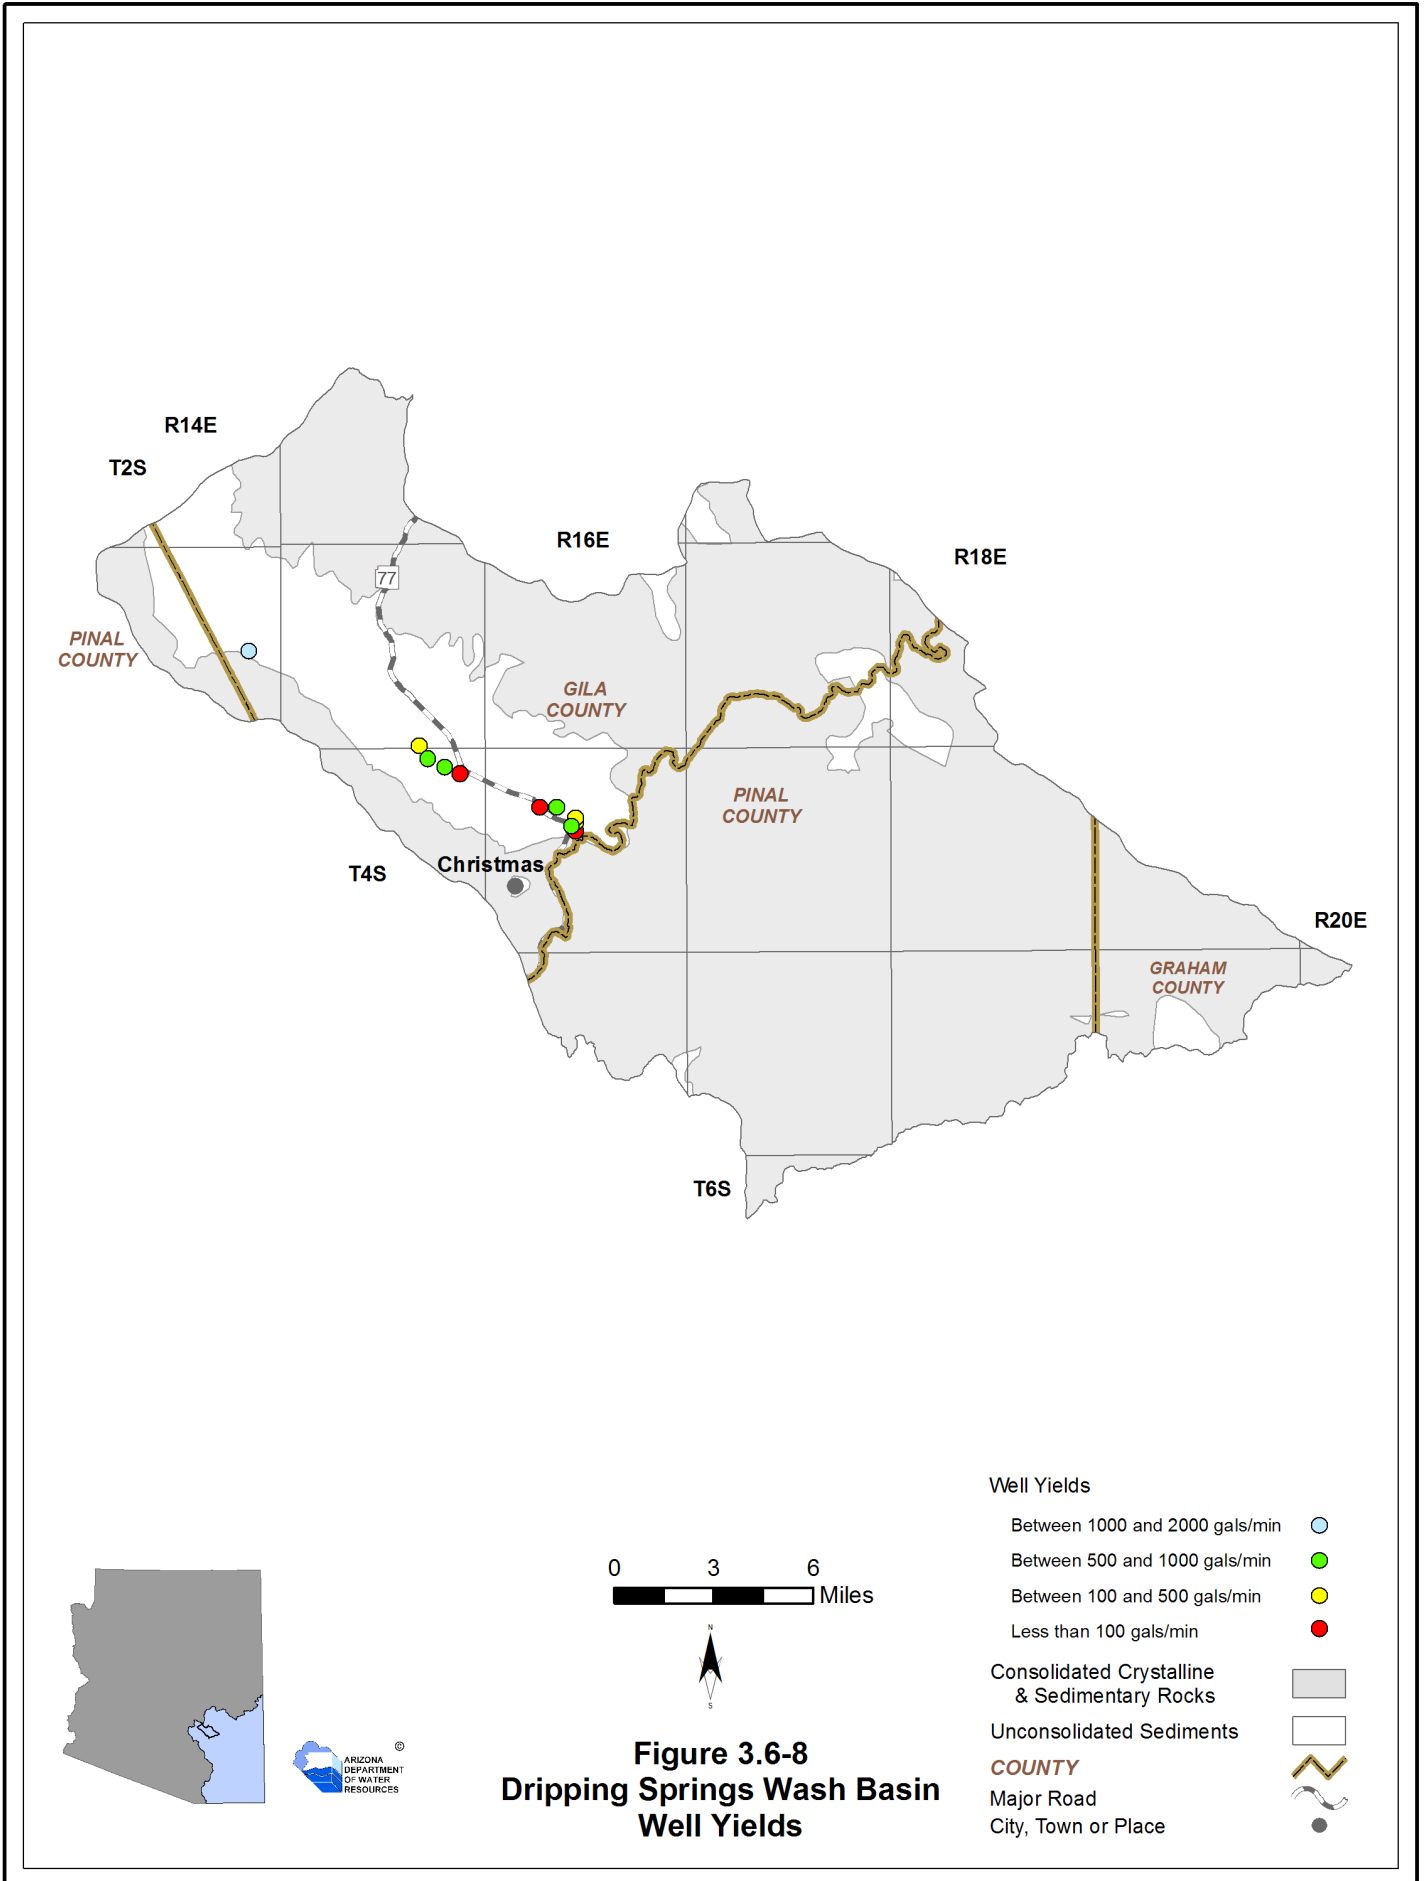 R14E
T2S
R16E
R18E
77
PINAL
COUNTY
GILA
COUNTY
PINAL
COUNTY
Christmas
T4S
R20E
GRAHAM
COUNTY
T6S
Well Yields
Between 1000 and 2000 gals/min
Between 500 and 1000 gals/min
Between 100 and 500 gals/min
Less than 100 gals/min
Consolidated Crystalline
& Sedimentary Rocks
Unconsolidated Sediments
COUNTY
Major Road
City, Town or Place
0 3 6
Miles
N
S
©
ARIZONA
DEPARTMENT
OF WATER
RESOURCES
Figure 3.6-8
Dripping Springs Wash Basin
Well Yields